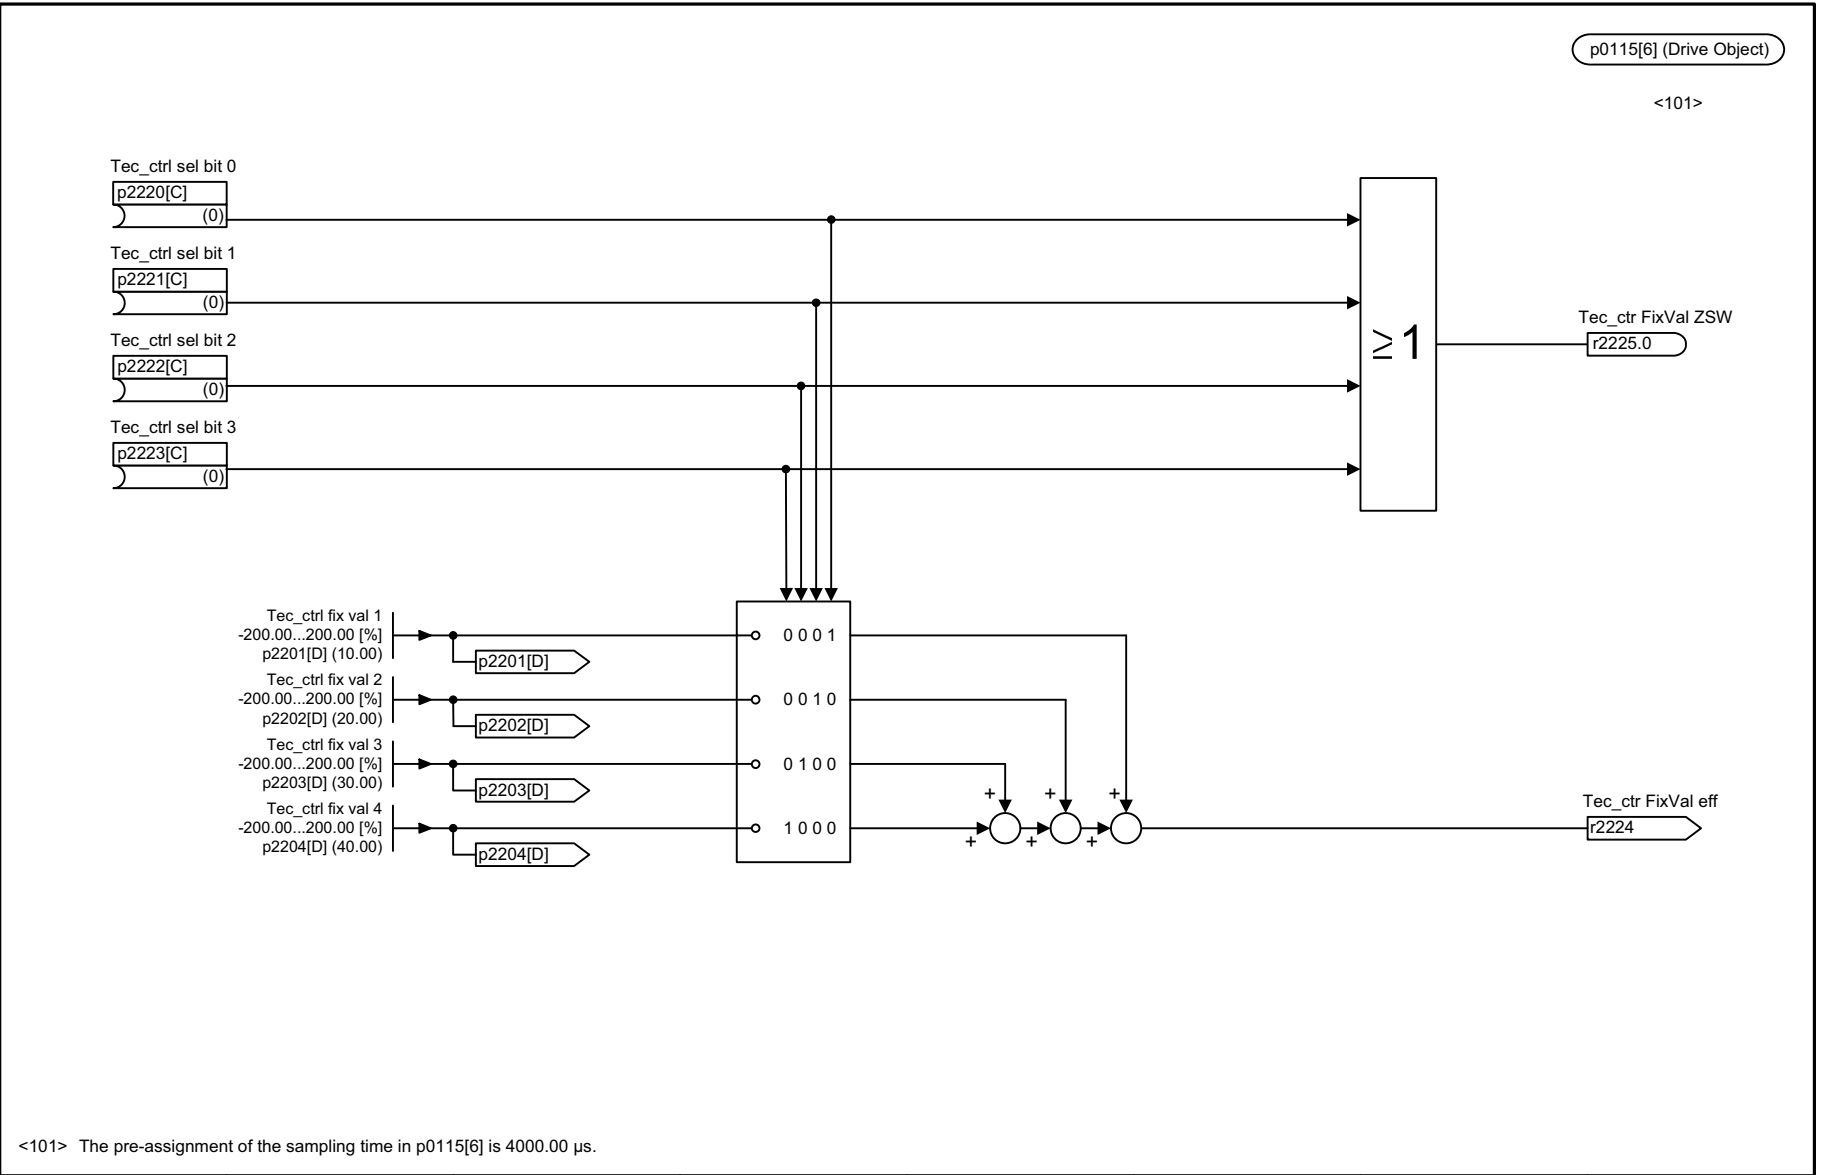 p0115[6] (Drive Object)
<101>
Tec_ctrl sel bit 0
p2220[C]
(0)
Tec_ctrl sel bit 1
p2221[C]
(0)
Tec_ctrl sel bit 2
p2222[C]
(0)
Tec_ctrl sel bit 3
p2223[C]
(0)
≥1
Tec_ctr FixVal ZSW
r2225.0
Tec_ctrl fix val 1
-200.00...200.00 [%]
p2201[D] (10.00)
p2201[D]
0 0 0 1
Tec_ctrl fix val 2
-200.00...200.00 [%]
p2202[D] (20.00)
p2202[D]
0 0 1 0
Tec_ctrl fix val 3
-200.00...200.00 [%]
p2203[D] (30.00)
p2203[D]
0 1 0 0
Tec_ctrl fix val 4
-200.00...200.00 [%]
p2204[D] (40.00)
p2204[D]
1 0 0 0
+ + +
+ + +
Tec_ctr FixVal eff
r2224
<101> The pre-assignment of the sampling time in p0115[6] is 4000.00 µs.